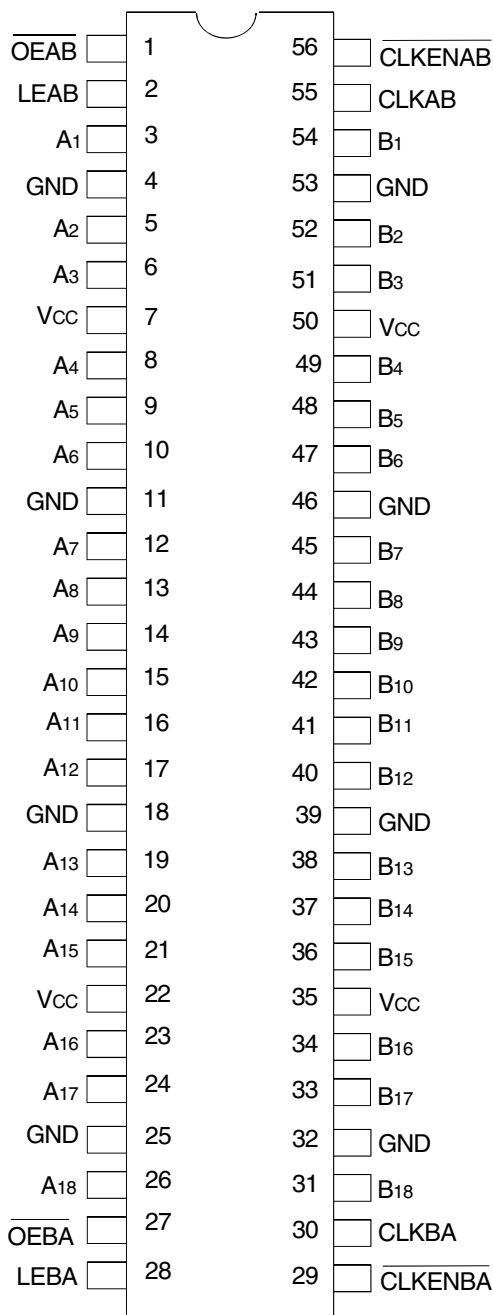 OEAB 1 56 CLKENAB
LEAB 2 55 CLKAB
A1 3 54 B1
GND 4 53 GND
A2 5 52 B2
A3 6 51 B3
VCC 7 50 VCC
A4 8 49 B4
A5 9 48 B5
A6 10 47 B6
GND 11 46 GND
A7 12 45 B7
A8 13 44 B8
A9 14 43 B9
A10 15 42 B10
A11 16 41 B11
A12 17 40 B12
GND 18 39 GND
A13 19 38 B13
A14 20 37 B14
A15 21 36 B15
VCC 22 35 VCC
A16 23 34 B16
A17 24 33 B17
GND 25 32 GND
A18 26 31 B18
OEBA 27 30 CLKBA
LEBA 28 29 CLKENBA